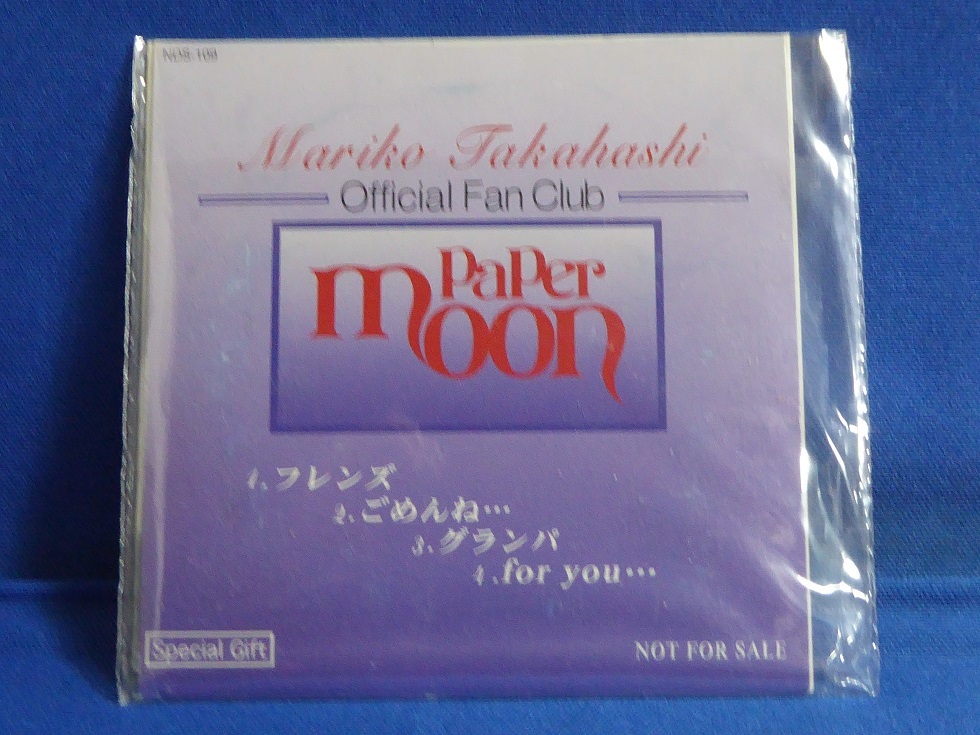 NDS-109
Mariko Takahashi
Official Fan Club
paper
moon
1.フレンズ
2.ごめんね…
3.グランパ
4.for you…
Special Gift
NOT FOR SALE